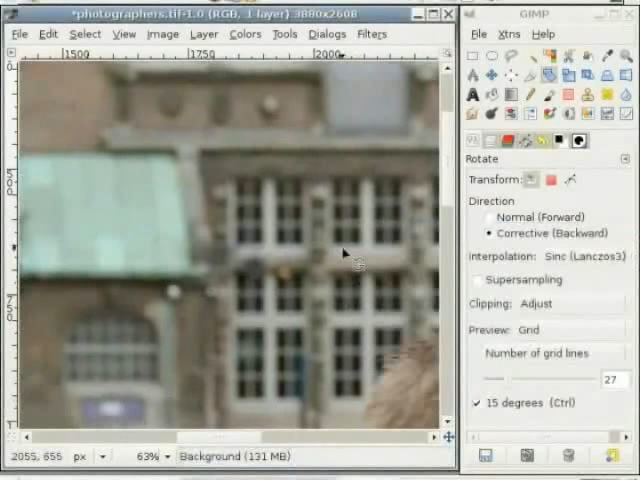 *photographers.tif-1.0 (RGB, 1 layer) 3880x2608
GIMP
File Edit Select View Image Layer Colors Tools Dialogs Filters
File Xtns Help
1500 1750 2000
500
750
Rotate
Transform:
Direction
Normal (Forward)
Corrective (Backward)
Interpolation: Sinc (Lanczos3)
Supersampling
Clipping: Adjust
Preview: Grid
Number of grid lines
27
15 degrees (Ctrl)
2055, 655 px 63% Background (131 MB)